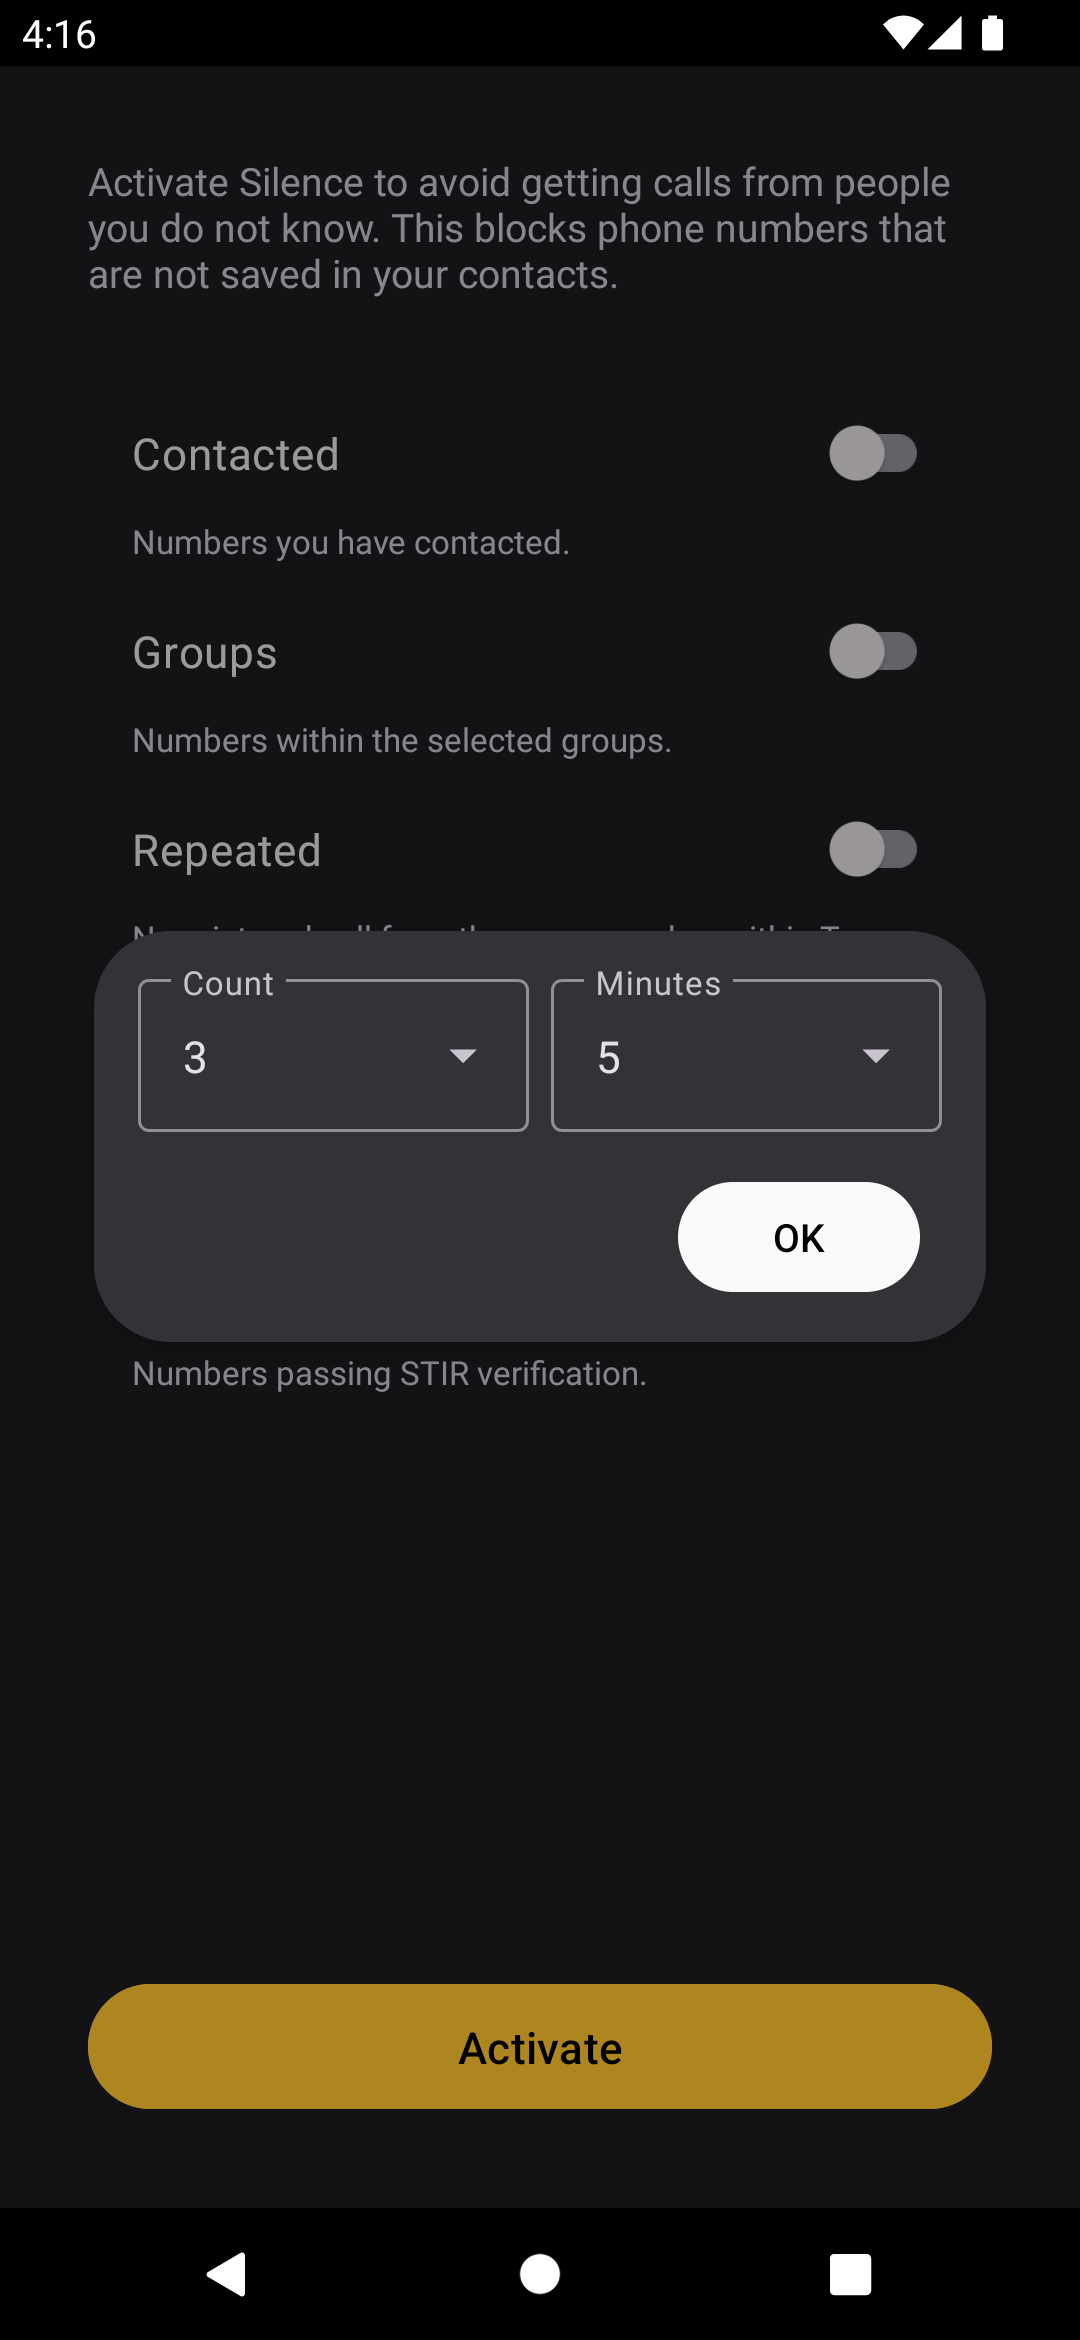 4:16
Activate Silence to avoid getting calls from people
you do not know. This blocks phone numbers that
are not saved in your contacts.
Contacted
Numbers you have contacted.
Groups
Numbers within the selected groups.
Repeated
Count
Minutes
3
5
OK
Numbers passing STIR verification.
Activate